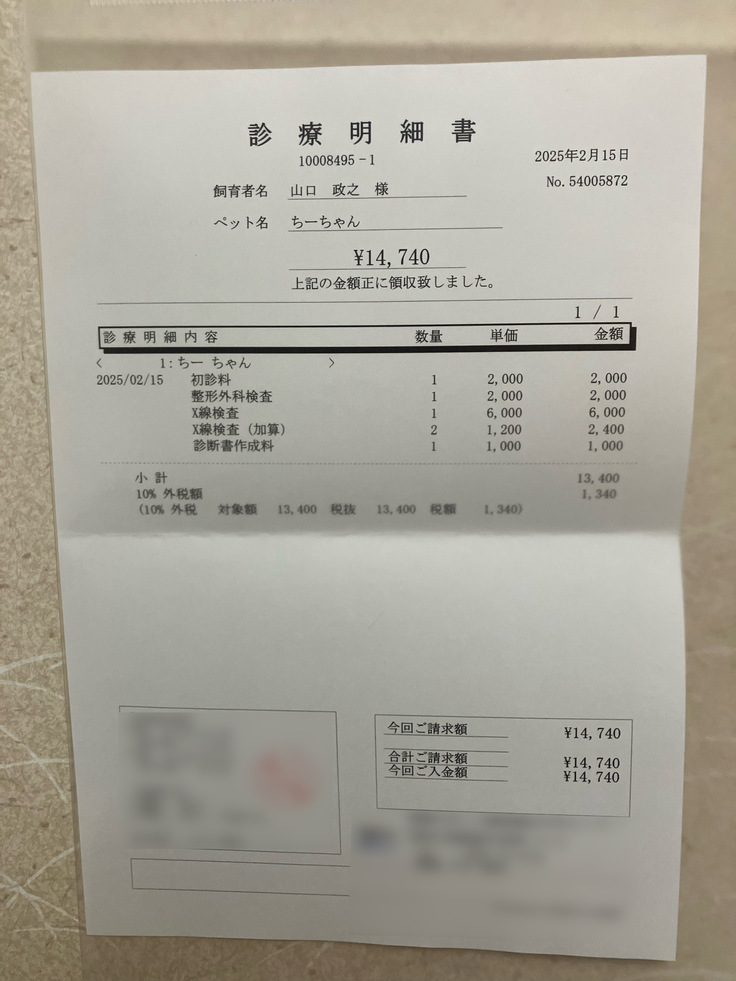 診療明細書
10008495-1
2025年2月15日
No.54005872
飼育者名 山口 政之 様
ペット名 ちーちゃん
¥14,740
上記の金額正に領収致しました。
1 / 1
診療明細内容 数量 単価 金額
< 1:ちー ちゃん >
2025/02/15 初診料 1 2,000 2,000
整形外科検査 1 2,000 2,000
X線検査 1 6,000 6,000
X線検査 (加算) 2 1,200 2,400
診断書作成料 1 1,000 1,000
小 計 13,400
10% 外税額 1,340
(10% 外税 対象額 13,400 税抜 13,400 税額 1,340)
今回ご請求額 ¥14,740
合計ご請求額 ¥14,740
今回ご入金額 ¥14,740